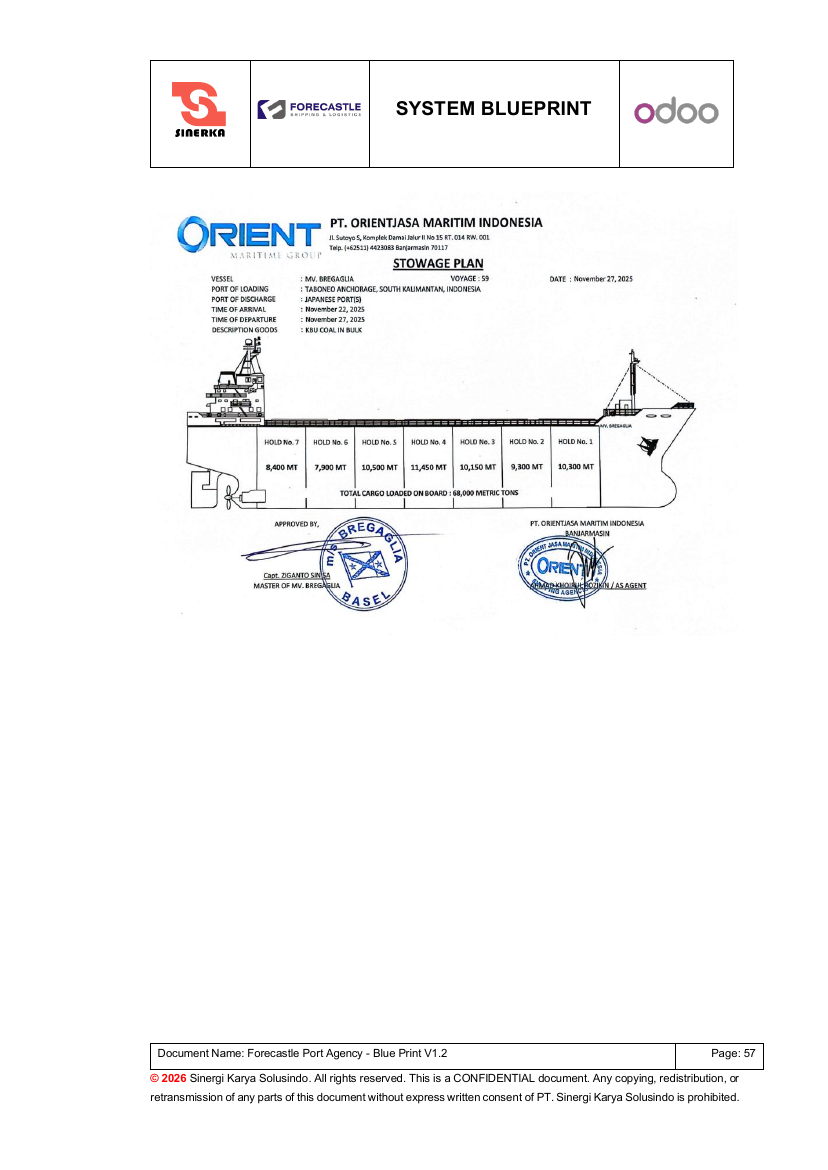 SINERKA
FORECASTLE
SHIPPING & LOGISTICS
SYSTEM BLUEPRINT
odoo
ORIENT
MARITIME GROUP
PT. ORIENTJASA MARITIM INDONESIA
Jl. Sutoyo S, Komplek Damai Jalur II No 15 RT. 014 RW. 001
Telp. (+62511) 4423083 Banjarmasin 70117
STOWAGE PLAN
VESSEL : MV. BREGAGLIA VOYAGE : 59 DATE : November 27, 2025
PORT OF LOADING : TABONEO ANCHORAGE, SOUTH KALIMANTAN, INDONESIA
PORT OF DISCHARGE : JAPANESE PORT(S)
TIME OF ARRIVAL : November 22, 2025
TIME OF DEPARTURE : November 27, 2025
DESCRIPTION GOODS : KBU COAL IN BULK
MV. BREGAGLIA
HOLD No. 7 HOLD No. 6 HOLD No. 5 HOLD No. 4 HOLD No. 3 HOLD No. 2 HOLD No. 1
8,400 MT 7,900 MT 10,500 MT 11,450 MT 10,150 MT 9,300 MT 10,300 MT
TOTAL CARGO LOADED ON BOARD : 68,000 METRIC TONS
APPROVED BY, PT. ORIENTJASA MARITIM INDONESIA
BANJARMASIN
m/s BREGAGLIA
BASEL
ORIENT
Capt. ZIGANTO
MASTER OF MV. BREGAGLIA
/ AS AGENT
Document Name: Forecastle Port Agency - Blue Print V1.2 Page: 57
© 2026 Sinergi Karya Solusindo. All rights reserved. This is a CONFIDENTIAL document. Any copying, redistribution, or
retransmission of any parts of this document without express written consent of PT. Sinergi Karya Solusindo is prohibited.